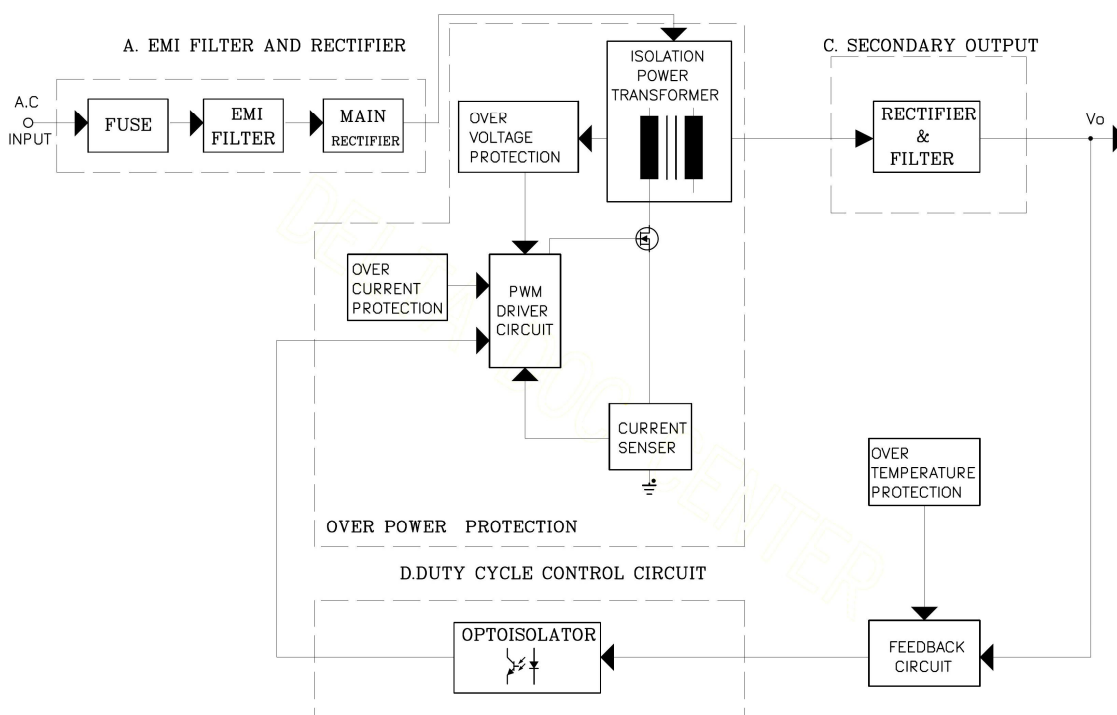 A. EMI FILTER AND RECTIFIER
A.C
INPUT
FUSE
EMI
FILTER
MAIN
RECTIFIER
OVER
VOLTAGE
PROTECTION
ISOLATION
POWER
TRANSFORMER
C. SECONDARY OUTPUT
RECTIFIER
&
FILTER
Vo
OVER
CURRENT
PROTECTION
PWM
DRIVER
CIRCUIT
CURRENT
SENSER
OVER
TEMPERATURE
PROTECTION
OVER POWER PROTECTION
D.DUTY CYCLE CONTROL CIRCUIT
OPTOISOLATOR
FEEDBACK
CIRCUIT